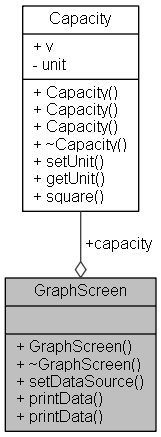 Capacity
+ v
- unit
+ Capacity()
+ Capacity()
+ Capacity()
+ ~Capacity()
+ setUnit()
+ getUnit()
+ square()
+capacity
GraphScreen
+ GraphScreen()
+ ~GraphScreen()
+ setDataSource()
+ printData()
+ printData()